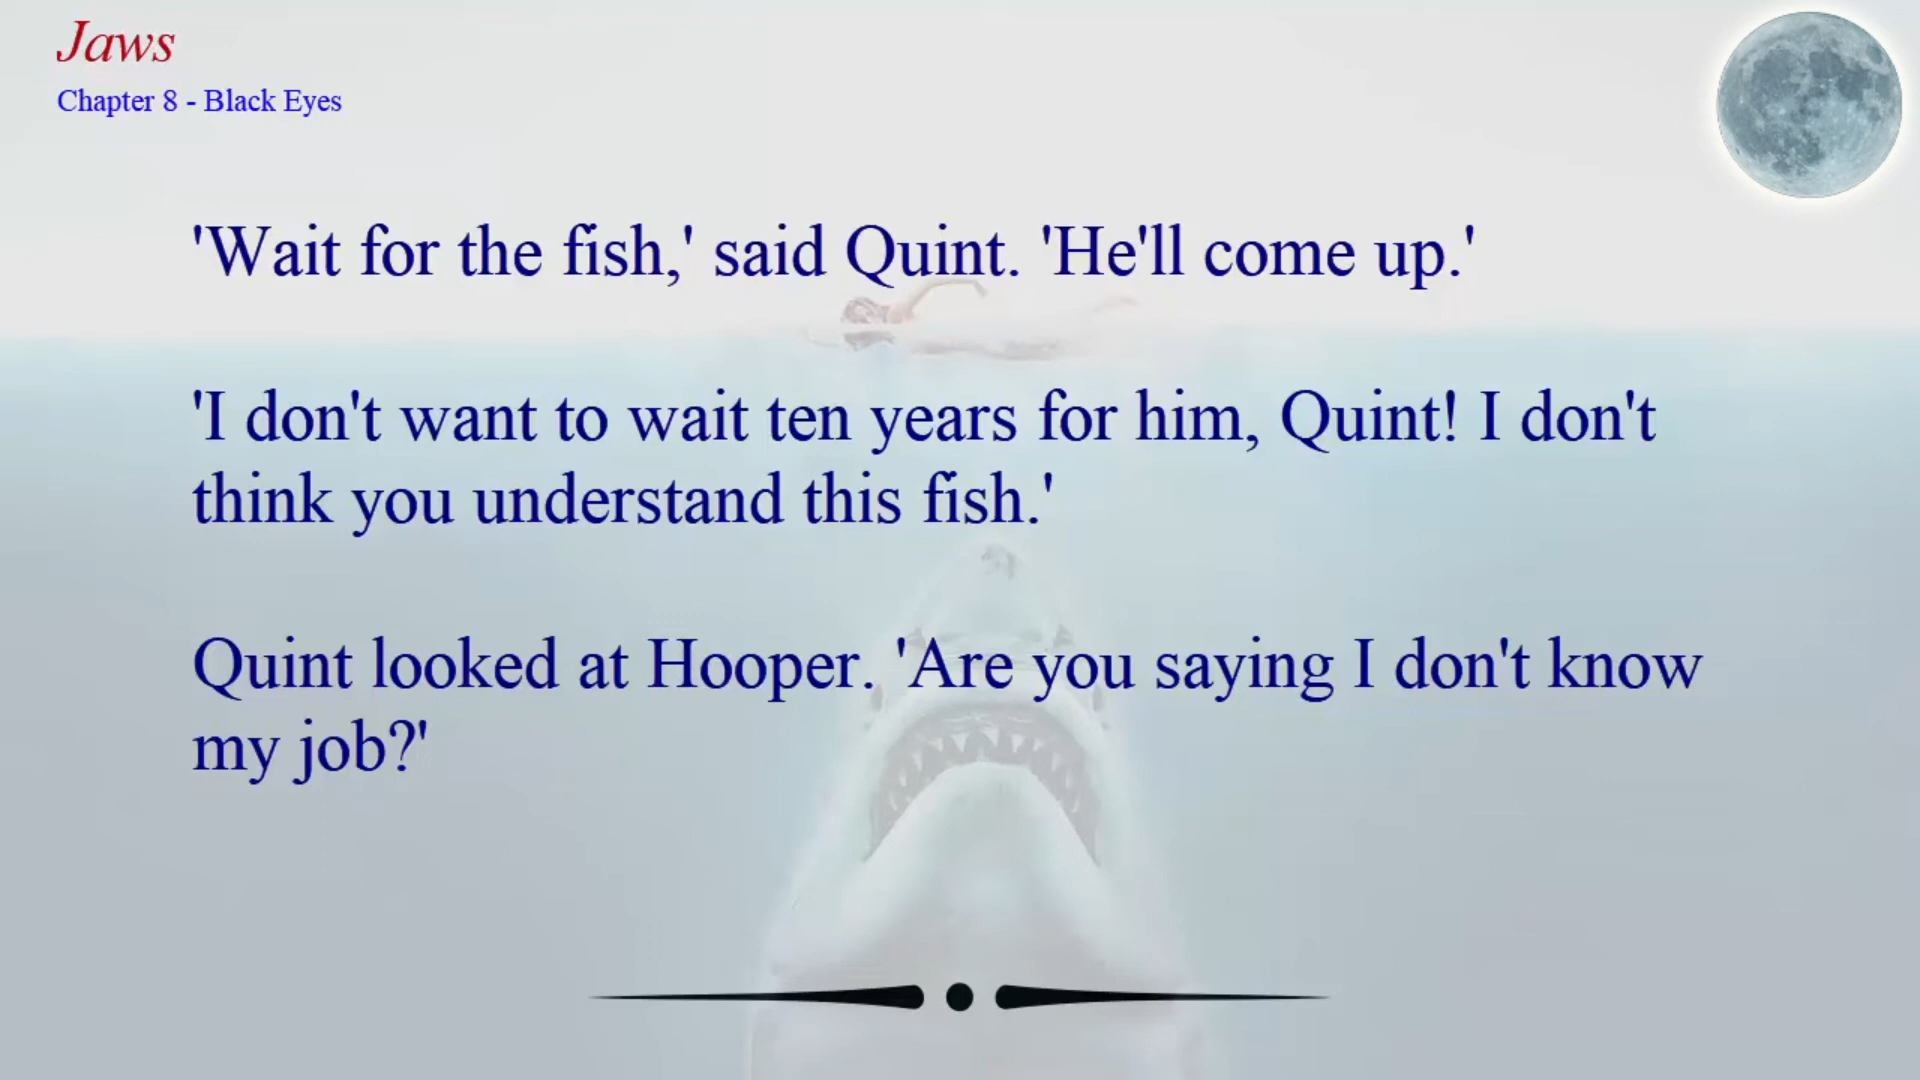 Jaws
Chapter 8 - Black Eyes
'Wait for the fish,' said Quint. 'He'll come up.'
'I don't want to wait ten years for him, Quint! I don't
think you understand this fish.'
Quint looked at Hooper. 'Are you saying I don't know
my job?'